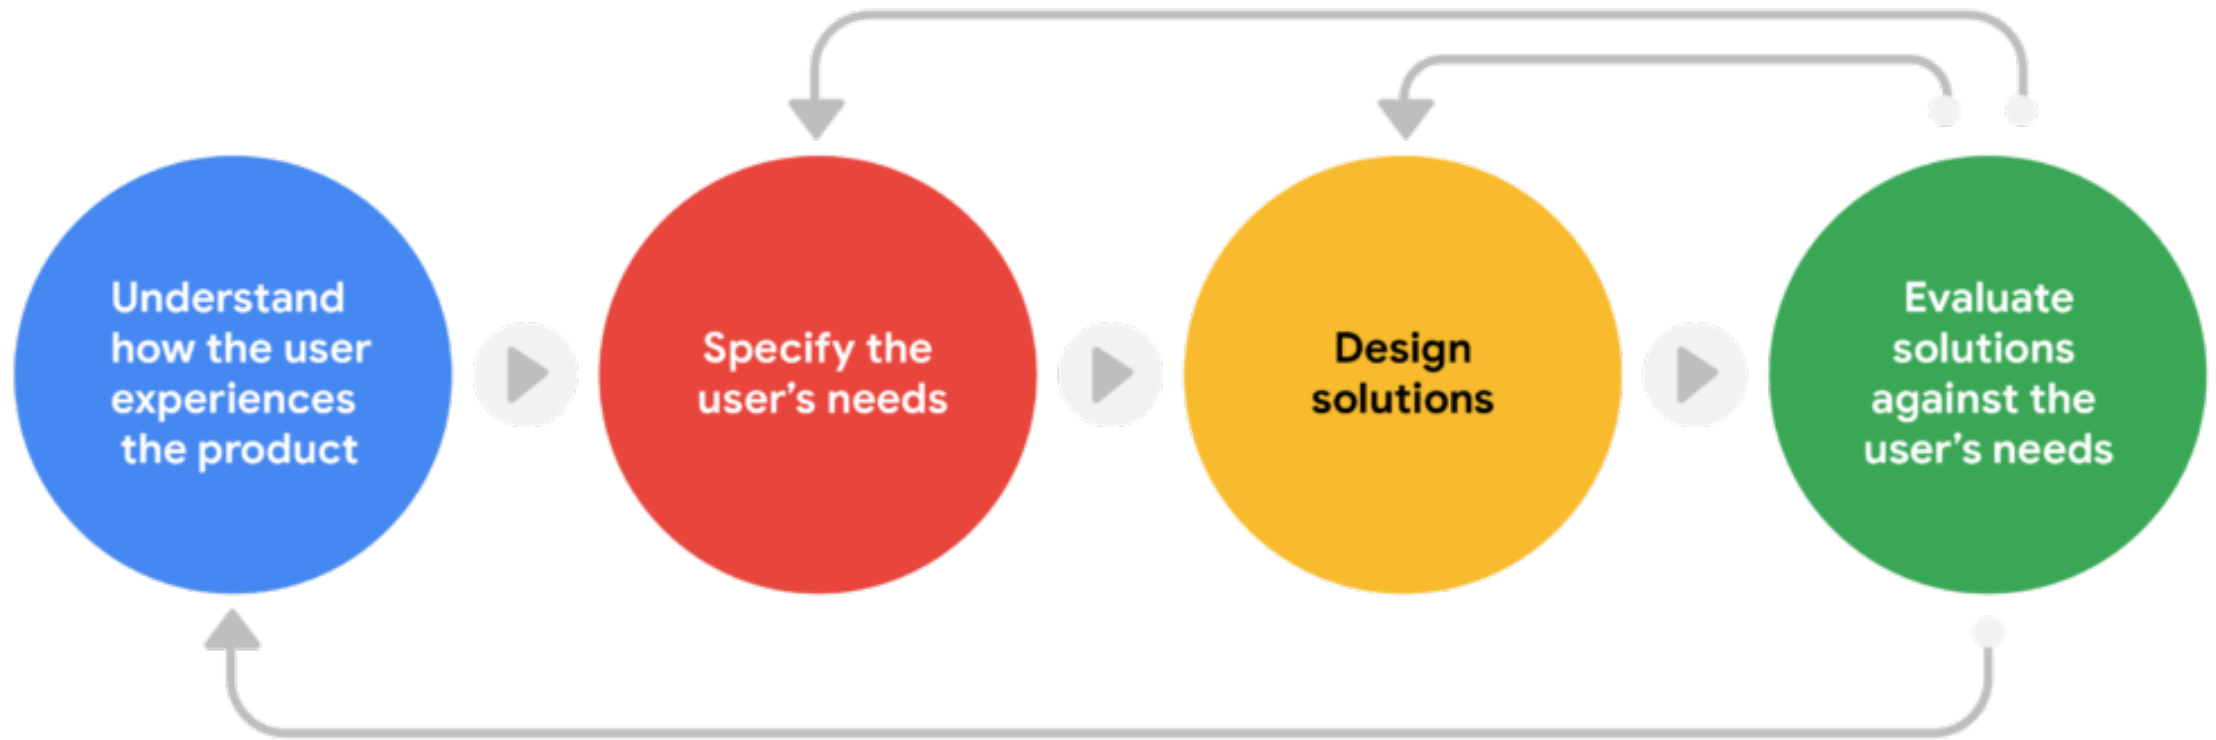 Understand
how the user
experiences
the product
Specify the
user's needs
Design
solutions
Evaluate
solutions
against the
user's needs